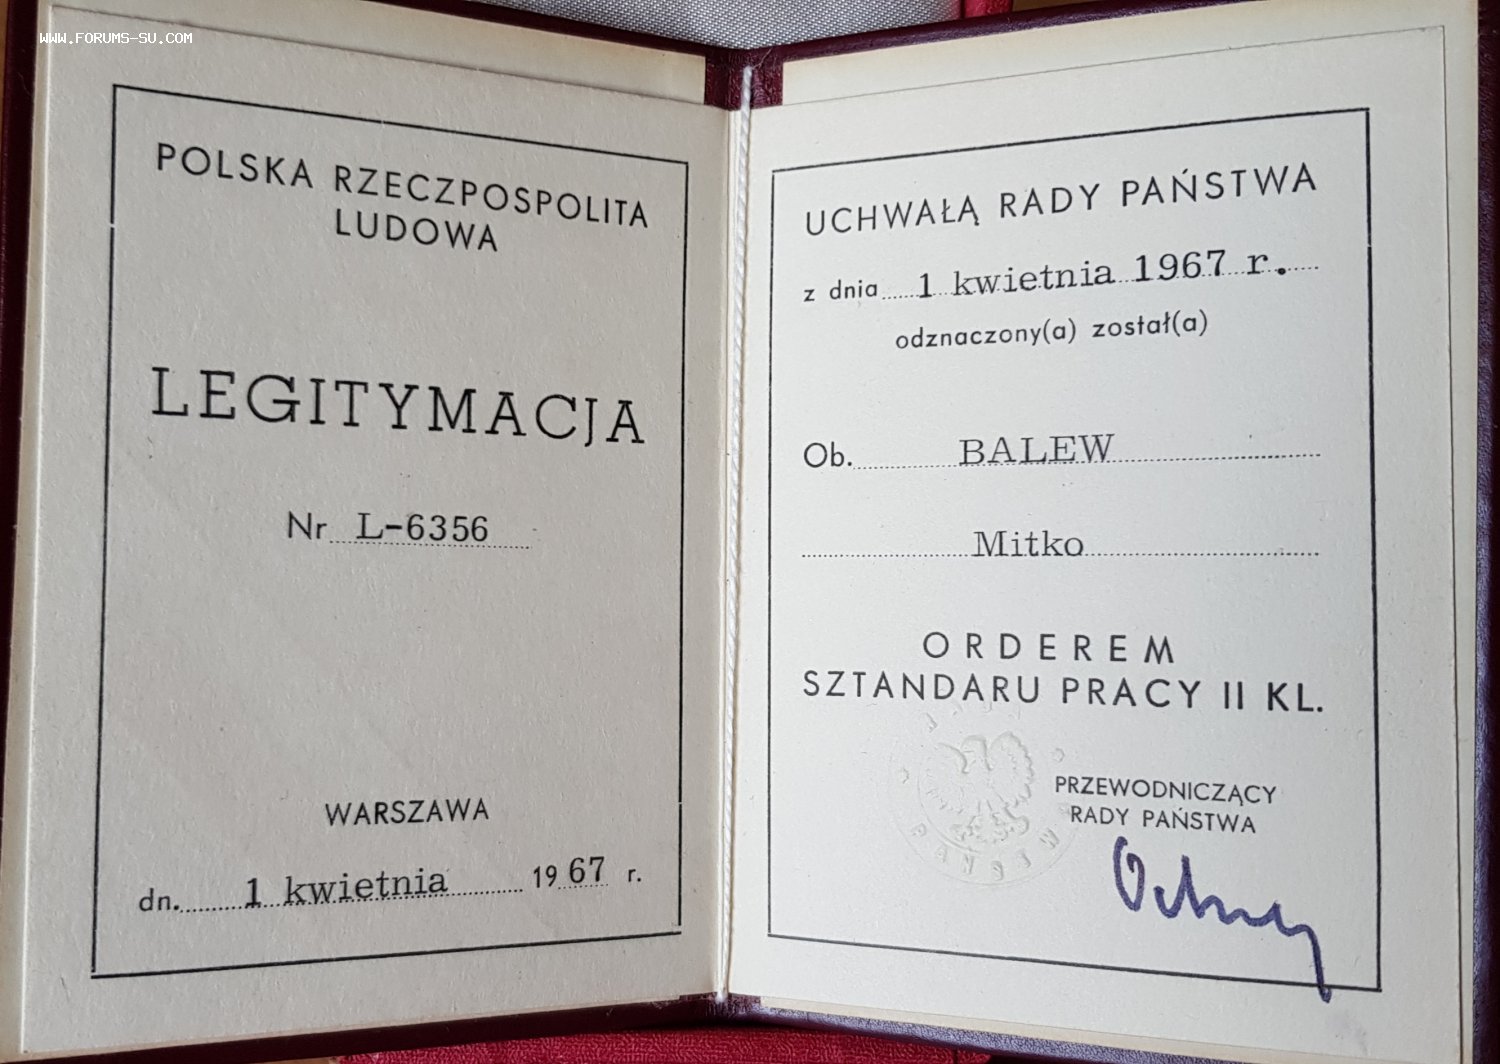 www.forums-su.com
POLSKA RZECZPOSPOLITA
LUDOWA
LEGITYMACJA
Nr L-6356
WARSZAWA
dn. 1 kwietnia 1967 r.
UCHWAŁĄ RADY PAŃSTWA
z dnia 1 kwietnia 1967 r.
odznaczony(a) został(a)
Ob. BALEW
Mitko
ORDEREM
SZTANDARU PRACY II KL.
PRZEWODNICZĄCY
RADY PAŃSTWA